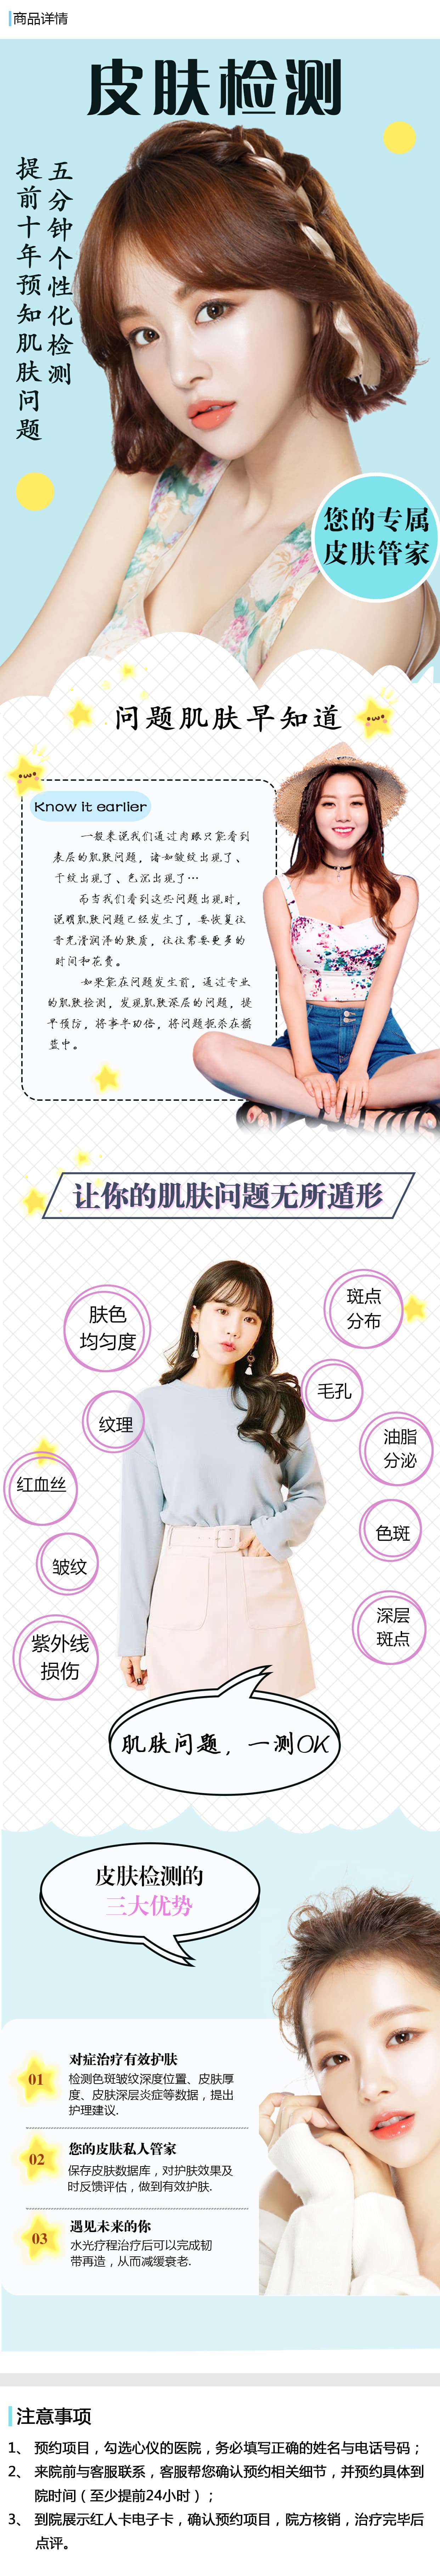 商品详情
皮肤检测
五分钟个性化检测
提前十年预知肌肤问题
您的专属
皮肤管家
问题肌肤早知道
Know it earlier
一般来说我们通过肉眼只能看到
表层的肌肤问题，诸如皱纹出现了、
干纹出现了、色沉出现了…
而当我们看到这些问题出现时，
说明肌肤问题已经发生了，要恢复往
昔光滑润泽的肤质，往往需要更多的
时间和花费。
如果能在问题发生前，通过专业
的肌肤检测，发现肌肤深层的问题，提
早预防，将事半功倍，将问题扼杀在摇
篮中。
让你的肌肤问题无所遁形
肤色
均匀度
斑点
分布
毛孔
纹理
油脂
分泌
红血丝
色斑
皱纹
深层
斑点
紫外线
损伤
肌肤问题，一测OK
皮肤检测的
三大优势
01
对症治疗有效护肤
检测色斑皱纹深度位置、皮肤厚
度、皮肤深层炎症等数据，提出
护理建议.
02
您的皮肤私人管家
保存皮肤数据库，对护肤效果及
时反馈评估，做到有效护肤.
03
遇见未来的你
水光疗程治疗后可以完成韧
带再造，从而减缓衰老.
注意事项
1、 预约项目，勾选心仪的医院，务必填写正确的姓名与电话号码；
2、 来院前与客服联系，客服帮您确认预约相关细节，并预约具体到
院时间（至少提前24小时）；
3、 到院展示红人卡电子卡，确认预约项目，院方核销，治疗完毕后
点评。